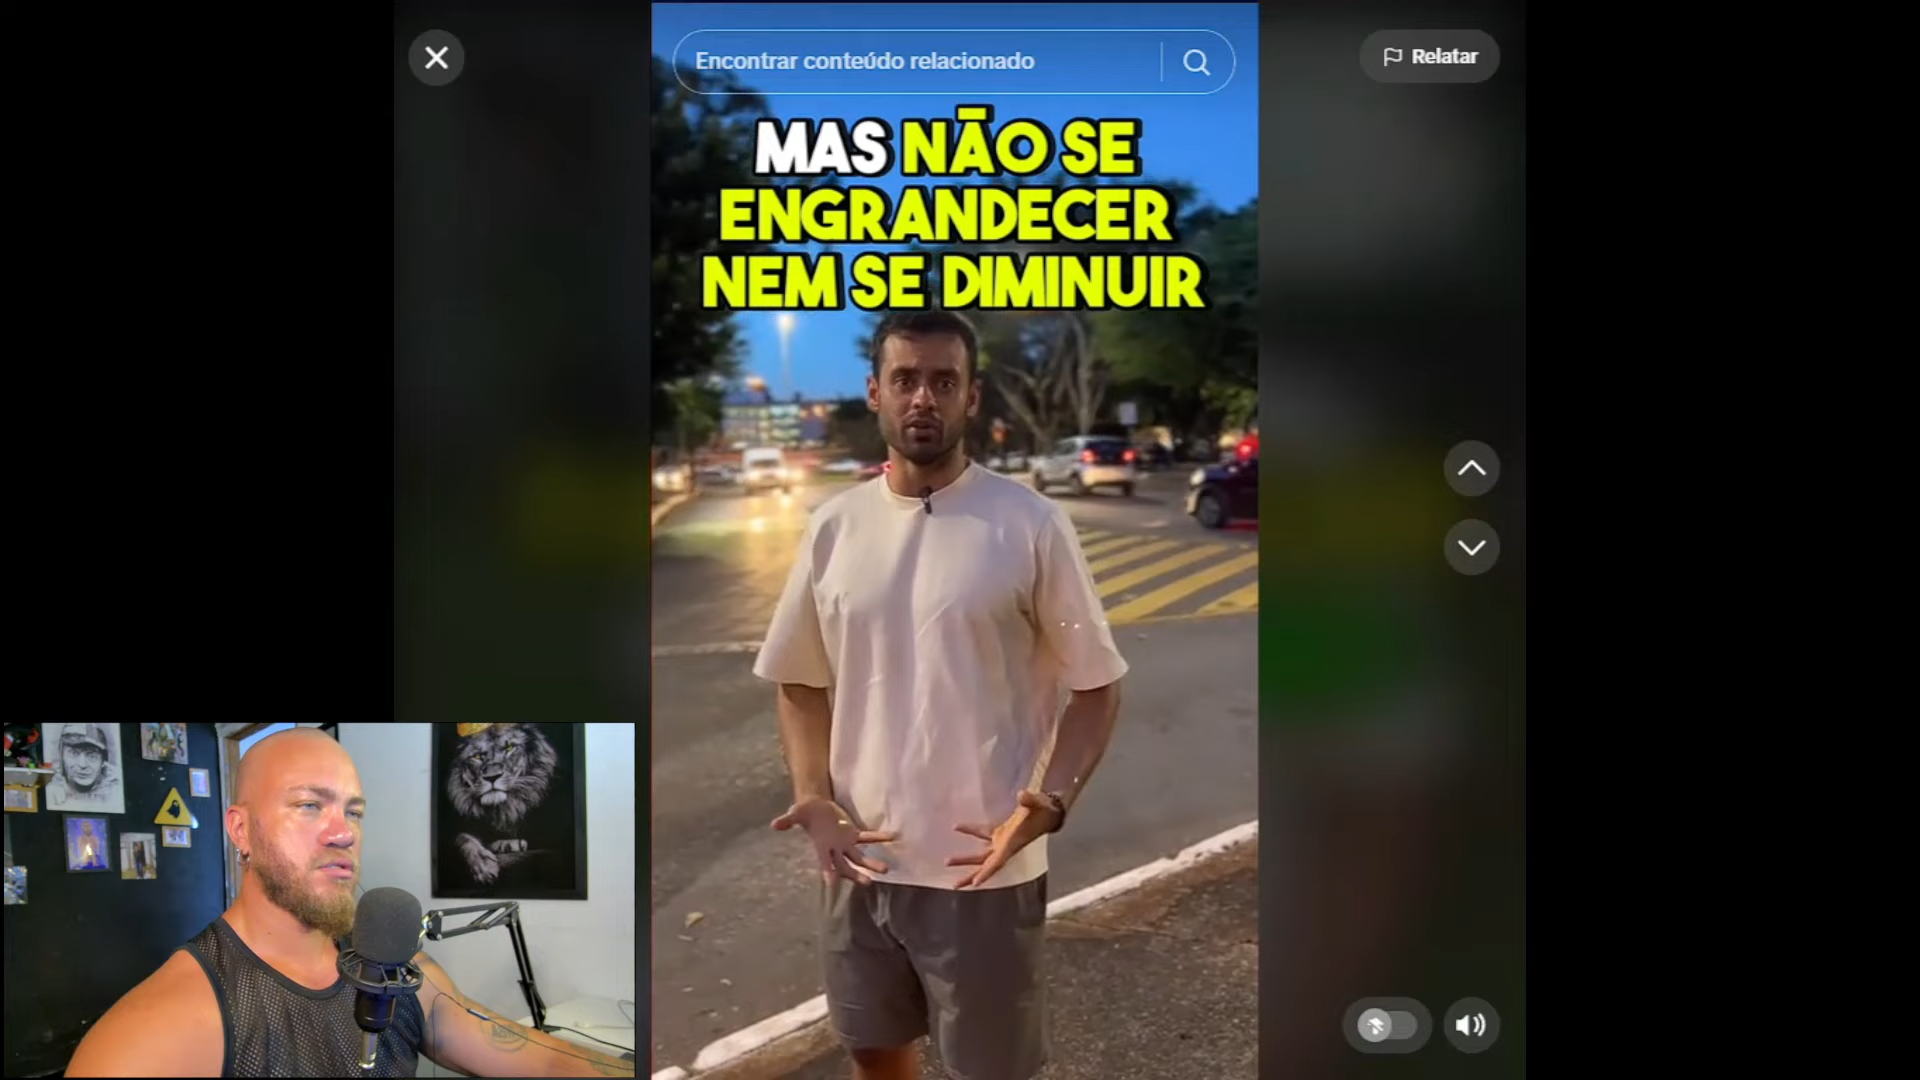 Encontrar conteúdo relacionado
Relatar
MAS NÃO SE
ENGRANDECER
NEM SE DIMINUIR